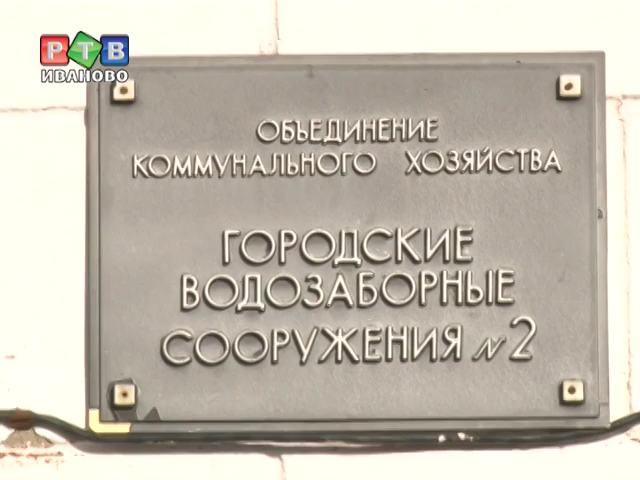 РТВ
ИВАНОВО
ОБЪЕДИНЕНИЕ
КОММУНАЛЬНОГО ХОЗЯЙСТВА
ГОРОДСКИЕ
ВОДОЗАБОРНЫЕ
СООРУЖЕНИЯ №2